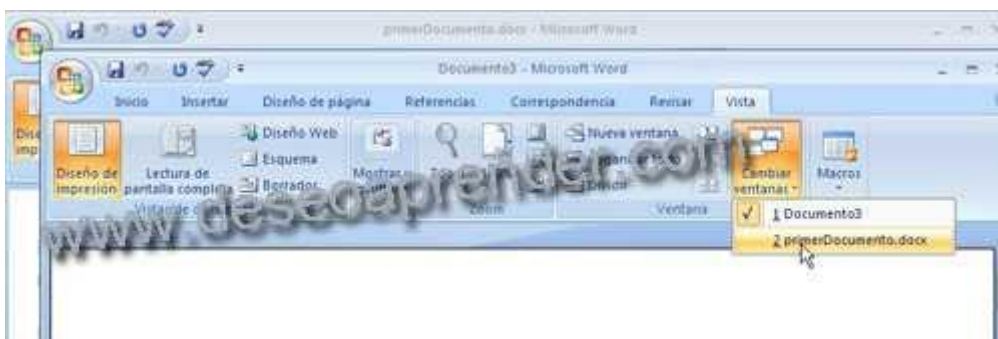 primerDocumento.docx - Microsoft Word
Documento3 - Microsoft Word
Inicio Insertar Diseño de página Referencias Correspondencia Revisar Vista
Diseño de impresión
Lectura de pantalla completa
Diseño Web
Esquema
Borrador
Mostrar
Zoom
Nueva ventana
Cambiar ventanas
Macros
Ventana
1 Documento3
2 primerDocumento.docx
www.deseoaprender.com